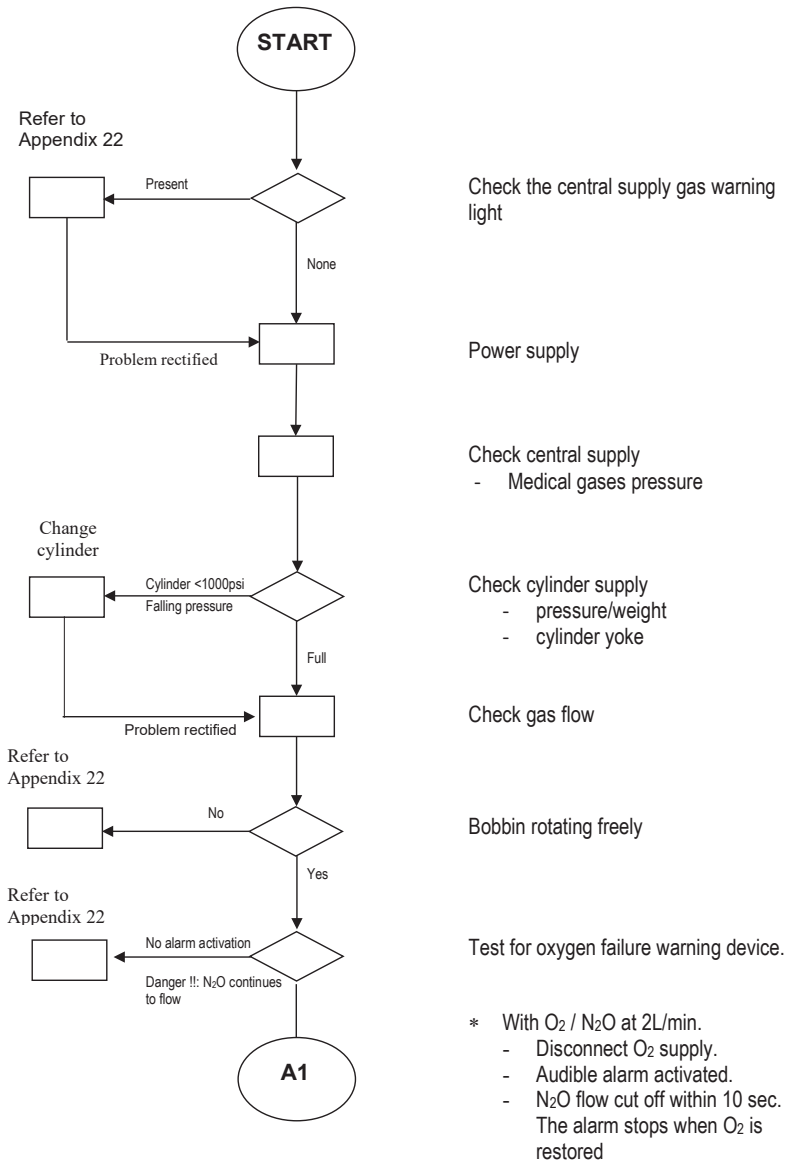 START
Refer to
Appendix 22
Present
Check the central supply gas warning
light
None
Problem rectified
Power supply
Check central supply
- Medical gases pressure
Change
cylinder
Cylinder <1000psi
Falling pressure
Check cylinder supply
- pressure/weight
- cylinder yoke
Full
Problem rectified
Check gas flow
Refer to
Appendix 22
No
Bobbin rotating freely
Yes
Refer to
Appendix 22
No alarm activation
Danger !!: N2O continues
to flow
Test for oxygen failure warning device.
A1
* With O2 / N2O at 2L/min.
- Disconnect O2 supply.
- Audible alarm activated.
- N2O flow cut off within 10 sec.
The alarm stops when O2 is
restored